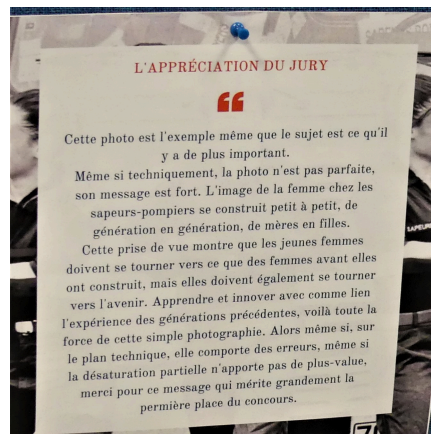 L'APPRÉCIATION DU JURY
❝
Cette photo est l'exemple même que le sujet est ce qu'il
y a de plus important.
Même si techniquement, la photo n'est pas parfaite,
son message est fort. L'image de la femme chez les
sapeurs-pompiers se construit petit à petit, de
génération en génération, de mères en filles.
Cette prise de vue montre que les jeunes femmes
doivent se tourner vers ce que des femmes avant elles
ont construit, mais elles doivent également se tourner
vers l'avenir. Apprendre et innover avec comme lien
l'expérience des générations précédentes, voilà toute la
force de cette simple photographie. Alors même si, sur
le plan technique, elle comporte des erreurs, même si
la désaturation partielle n'apporte pas de plus-value,
merci pour ce message qui mérite grandement la
permière place du concours.